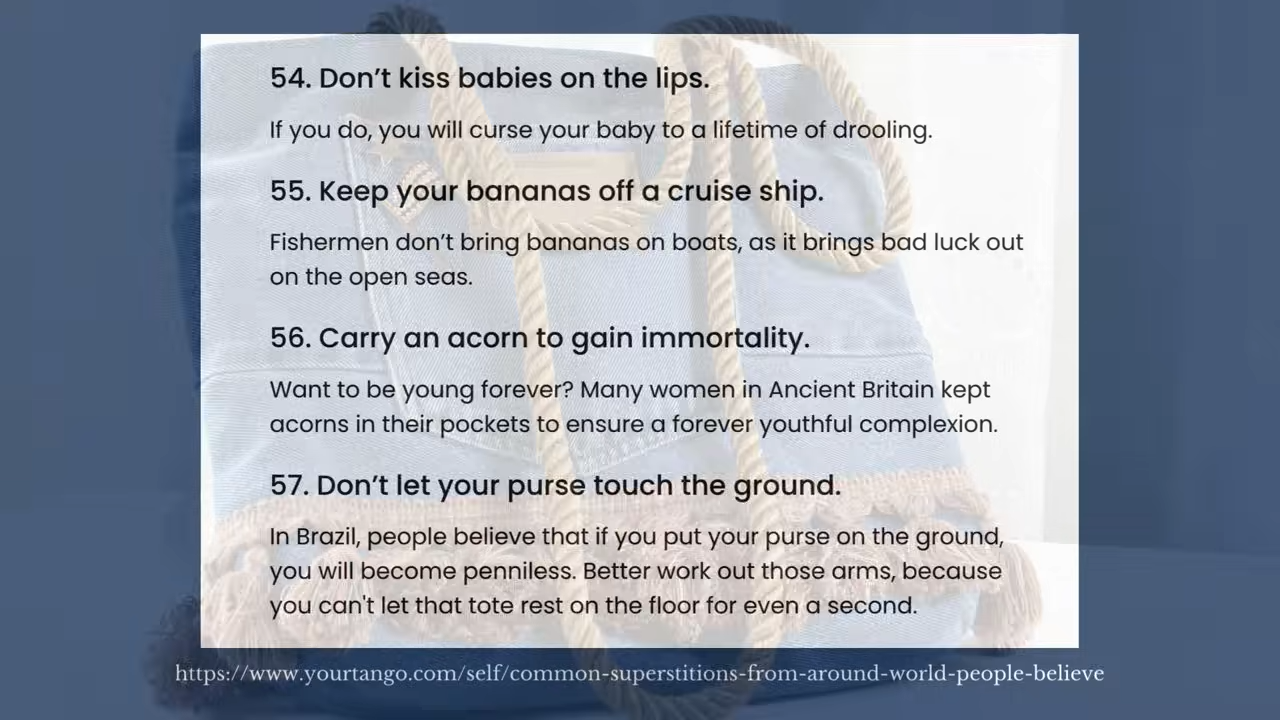 54. Don’t kiss babies on the lips.
If you do, you will curse your baby to a lifetime of drooling.
55. Keep your bananas off a cruise ship.
Fishermen don’t bring bananas on boats, as it brings bad luck out
on the open seas.
56. Carry an acorn to gain immortality.
Want to be young forever? Many women in Ancient Britain kept
acorns in their pockets to ensure a forever youthful complexion.
57. Don’t let your purse touch the ground.
In Brazil, people believe that if you put your purse on the ground,
you will become penniless. Better work out those arms, because
you can't let that tote rest on the floor for even a second.
https://www.yourtango.com/self/common-superstitions-from-around-world-people-believe